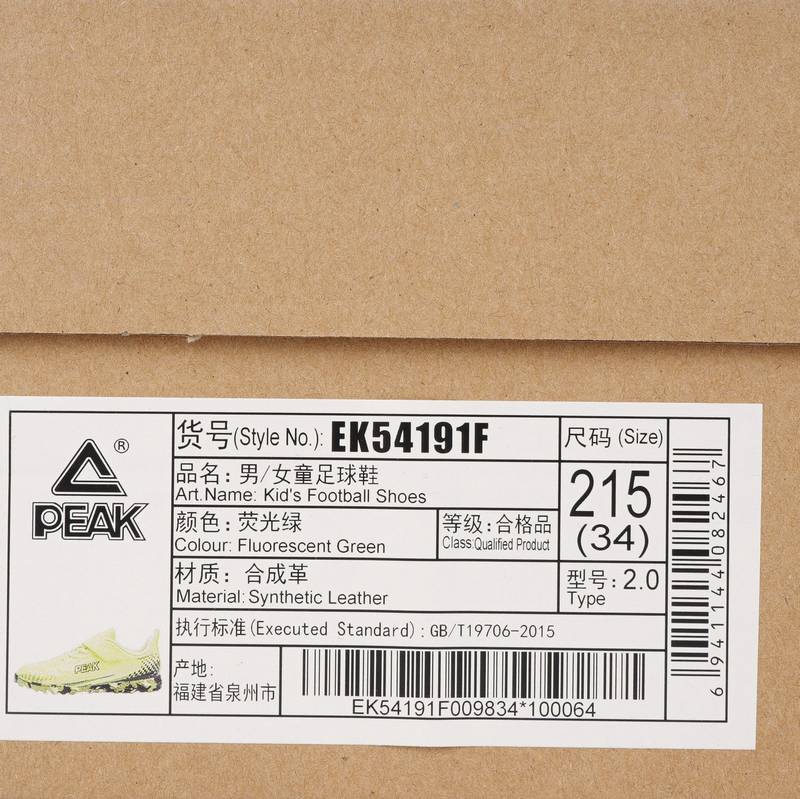 ®
PEAK
货号(Style No.): EK54191F
品名: 男/女童足球鞋
Art.Name: Kid's Football Shoes
颜色: 荧光绿
Colour: Fluorescent Green
等级: 合格品
Class:Qualified Product
材质: 合成革
Material: Synthetic Leather
尺码 (Size)
215
(34)
型号: 2.0
Type
执行标准(Executed Standard): GB/T19706-2015
产地:
福建省泉州市
EK54191F009834*100064
6941144082467
PEAK